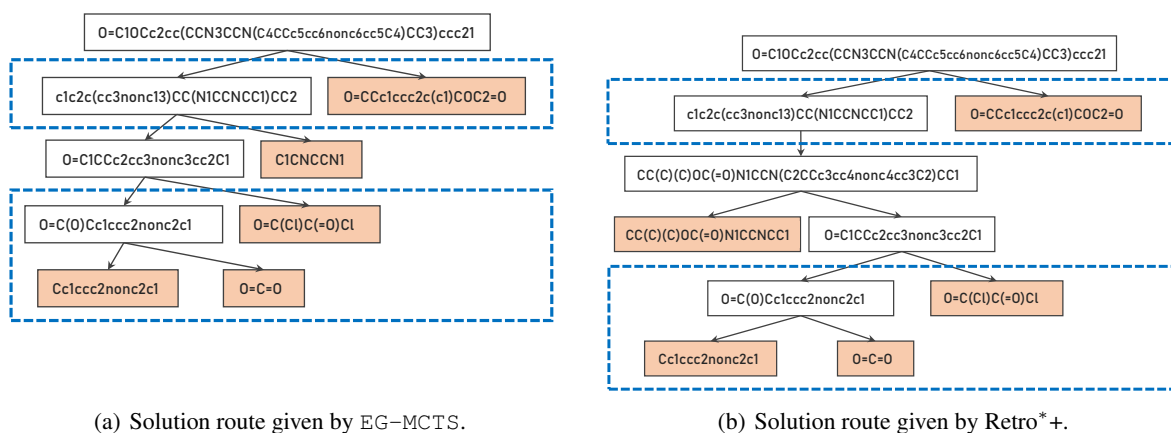 O=C1OCc2cc(CCN3CCN(C4CCc5cc6nonc6cc5C4)CC3)ccc21
c1c2c(cc3nonc13)CC(N1CCNCC1)CC2
O=CCc1ccc2c(c1)COC2=O
O=C1CCc2cc3nonc3cc2C1
C1CNCCN1
O=C(O)Cc1ccc2nonc2c1
O=C(Cl)C(=O)Cl
Cc1ccc2nonc2c1
O=C=O
(a) Solution route given by EG-MCTS.
O=C1OCc2cc(CCN3CCN(C4CCc5cc6nonc6cc5C4)CC3)ccc21
c1c2c(cc3nonc13)CC(N1CCNCC1)CC2
O=CCc1ccc2c(c1)COC2=O
CC(C)(C)OC(=O)N1CCN(C2CCc3cc4nonc4cc3C2)CC1
CC(C)(C)OC(=O)N1CCNCC1
O=C1CCc2cc3nonc3cc2C1
O=C(O)Cc1ccc2nonc2c1
O=C(Cl)C(=O)Cl
Cc1ccc2nonc2c1
O=C=O
(b) Solution route given by Retro*+.